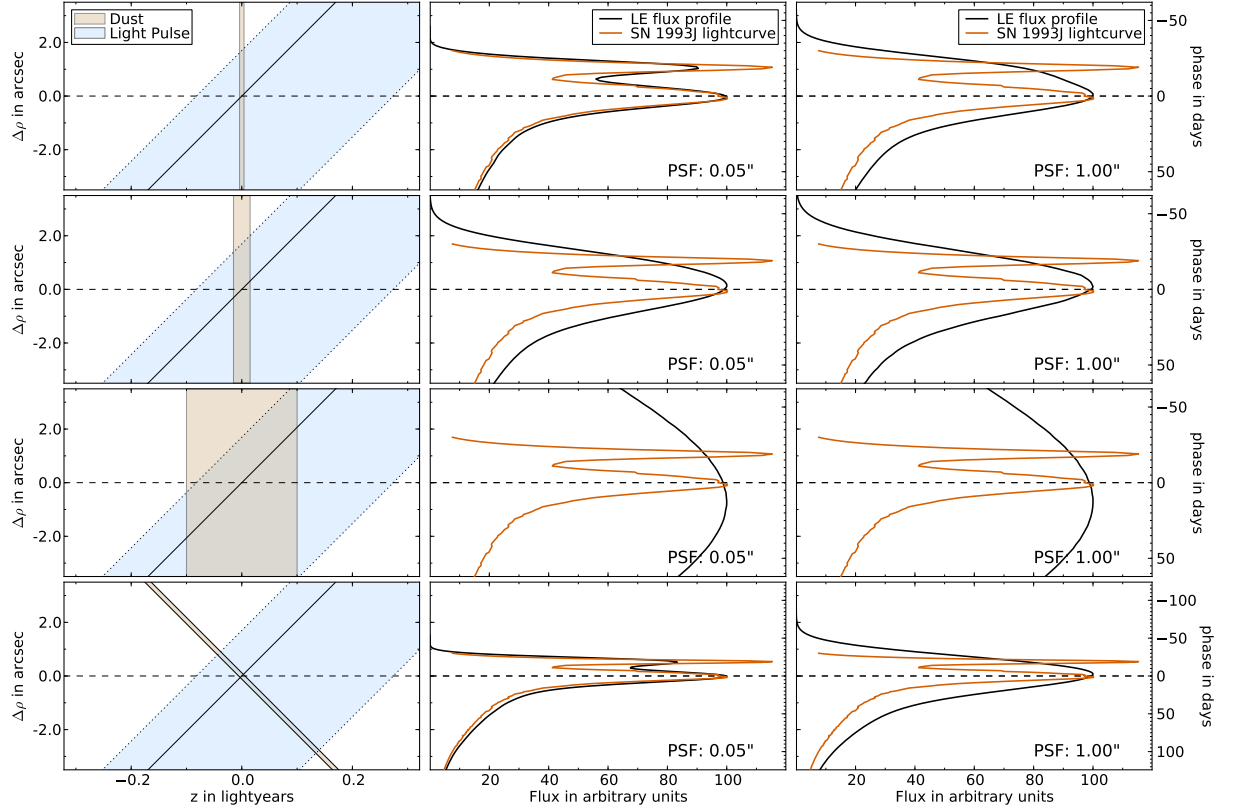 Dust
Light Pulse
LE flux profile
SN 1993J lightcurve
LE flux profile
SN 1993J lightcurve
2.0
0.0
-2.0
Δρ in arcsec
PSF: 0.05"
PSF: 1.00"
−50
0
50
phase in days
2.0
0.0
-2.0
Δρ in arcsec
PSF: 0.05"
PSF: 1.00"
−50
0
50
phase in days
2.0
0.0
-2.0
Δρ in arcsec
PSF: 0.05"
PSF: 1.00"
−50
0
50
phase in days
2.0
0.0
-2.0
Δρ in arcsec
PSF: 0.05"
PSF: 1.00"
−100
−50
0
50
100
phase in days
−0.2 0.0 0.2
z in lightyears
20 40 60 80 100
Flux in arbitrary units
20 40 60 80 100
Flux in arbitrary units